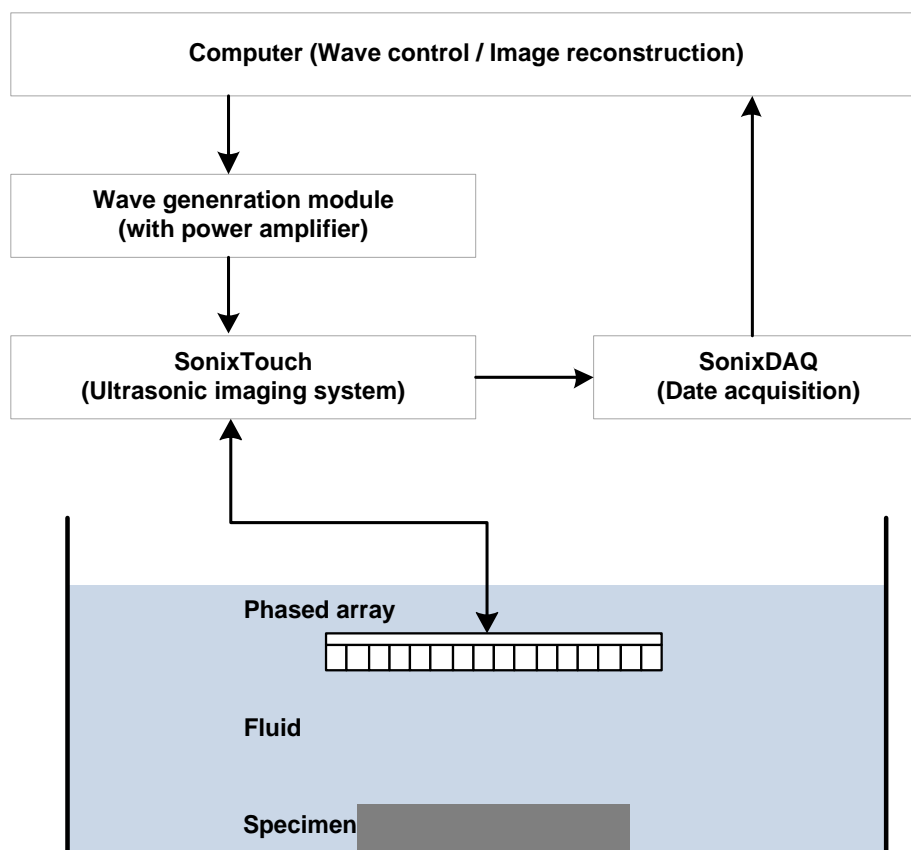 Computer (Wave control / Image reconstruction)
Wave genenration module
(with power amplifier)
SonixTouch
(Ultrasonic imaging system)
SonixDAQ
(Date acquisition)
Phased array
Fluid
Specimen